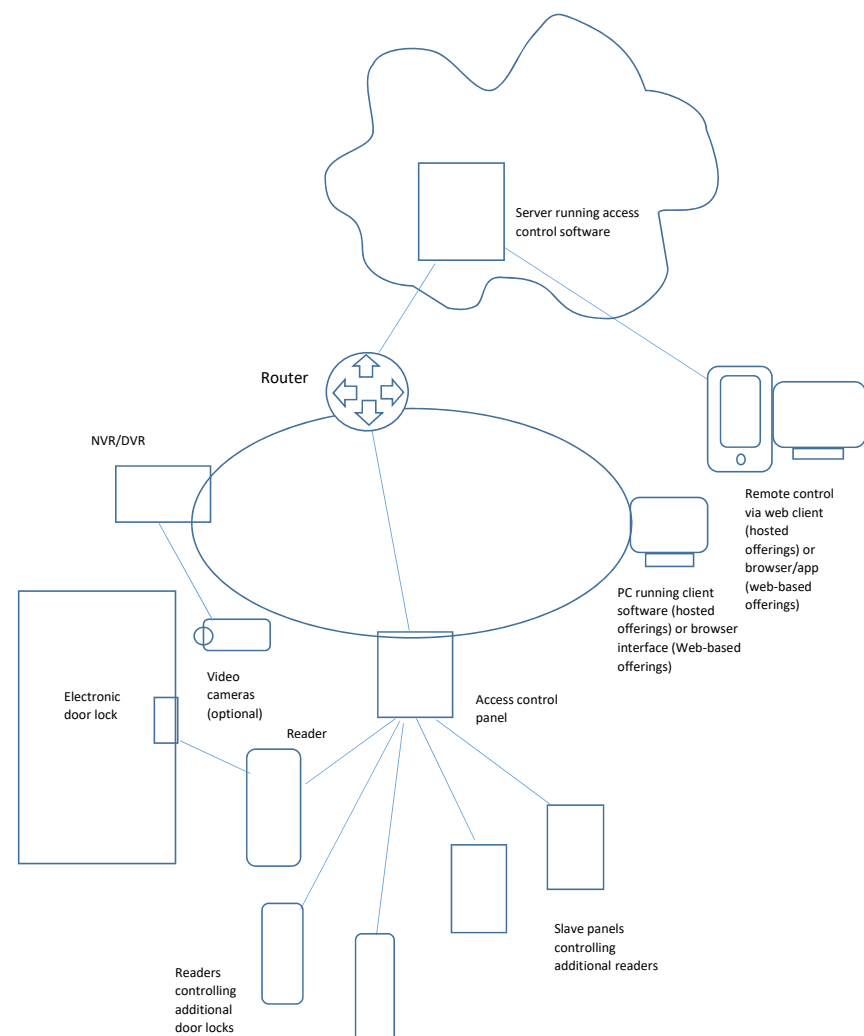 Server running access
control software
Router
NVR/DVR
Remote control
via web client
(hosted
offerings) or
browser/app
(web-based
offerings)
PC running client
software (hosted
offerings) or browser
interface (Web-based
offerings)
Video
cameras
(optional)
Electronic
door lock
Access control
panel
Reader
Slave panels
controlling
additional readers
Readers
controlling
additional
door locks